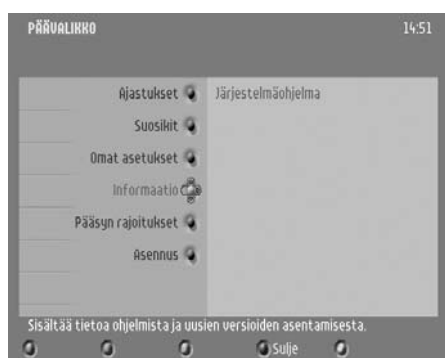 PÄÄVALIKKO 14:51
Ajastukset Järjestelmäohjelma
Suosikit
Omat asetukset
Informaatio
Pääsyn rajoitukset
Asennus
Sisältää tietoa ohjelmista ja uusien versioiden asentamisesta.
Sulje